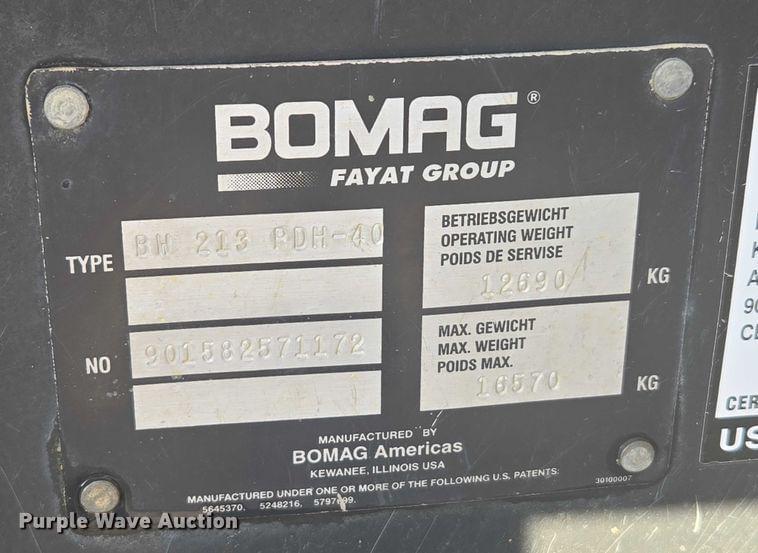 BOMAG®
FAYAT GROUP
TYPE
BW 213 PDH-40
NO
901582571172
BETRIEBSGEWICHT
OPERATING WEIGHT
POIDS DE SERVISE
12690
KG
MAX. GEWICHT
MAX. WEIGHT
POIDS MAX.
16570
KG
MANUFACTURED BY
BOMAG Americas
KEWANEE, ILLINOIS USA
MANUFACTURED UNDER ONE OR MORE OF THE FOLLOWING U.S. PATENTS:
5645370, 5248216, 5797699.
30100007
CER
US
Purple Wave Auction